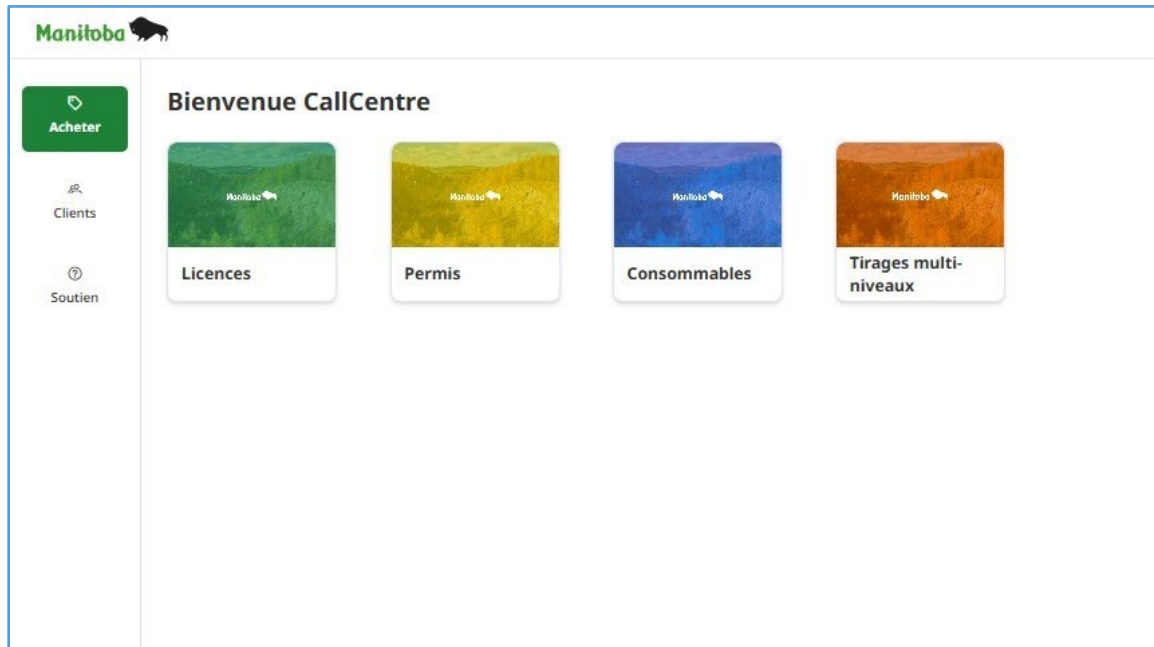 Manitoba
Acheter
Clients
Soutien
Bienvenue CallCentre
Manitoba
Manitoba
Manitoba
Manitoba
Licences
Permis
Consommables
Tirages multi-
niveaux